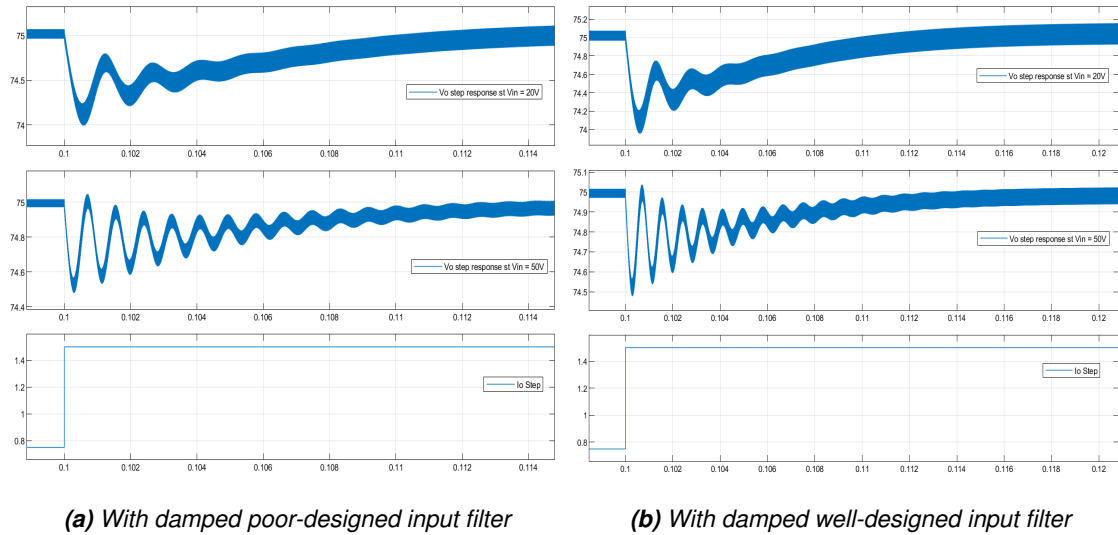 75
74.5
74
Vo step response st Vin = 20V
0.1 0.102 0.104 0.106 0.108 0.11 0.112 0.114
75
74.8
74.6
74.4
Vo step response st Vin = 50V
0.1 0.102 0.104 0.106 0.108 0.11 0.112 0.114
1.4
1.2
1
0.8
Io Step
0.1 0.102 0.104 0.106 0.108 0.11 0.112 0.114
(a) With damped poor-designed input filter
75.2
75
74.8
74.6
74.4
74.2
74
Vo step response st Vin = 20V
0.1 0.102 0.104 0.106 0.108 0.11 0.112 0.114 0.116 0.118 0.12
75.1
75
74.9
74.8
74.7
74.6
74.5
Vo step response st Vin = 50V
0.1 0.102 0.104 0.106 0.108 0.11 0.112 0.114 0.116 0.118 0.12
1.4
1.2
1
0.8
Io Step
0.1 0.102 0.104 0.106 0.108 0.11 0.112 0.114 0.116 0.118 0.12
(b) With damped well-designed input filter